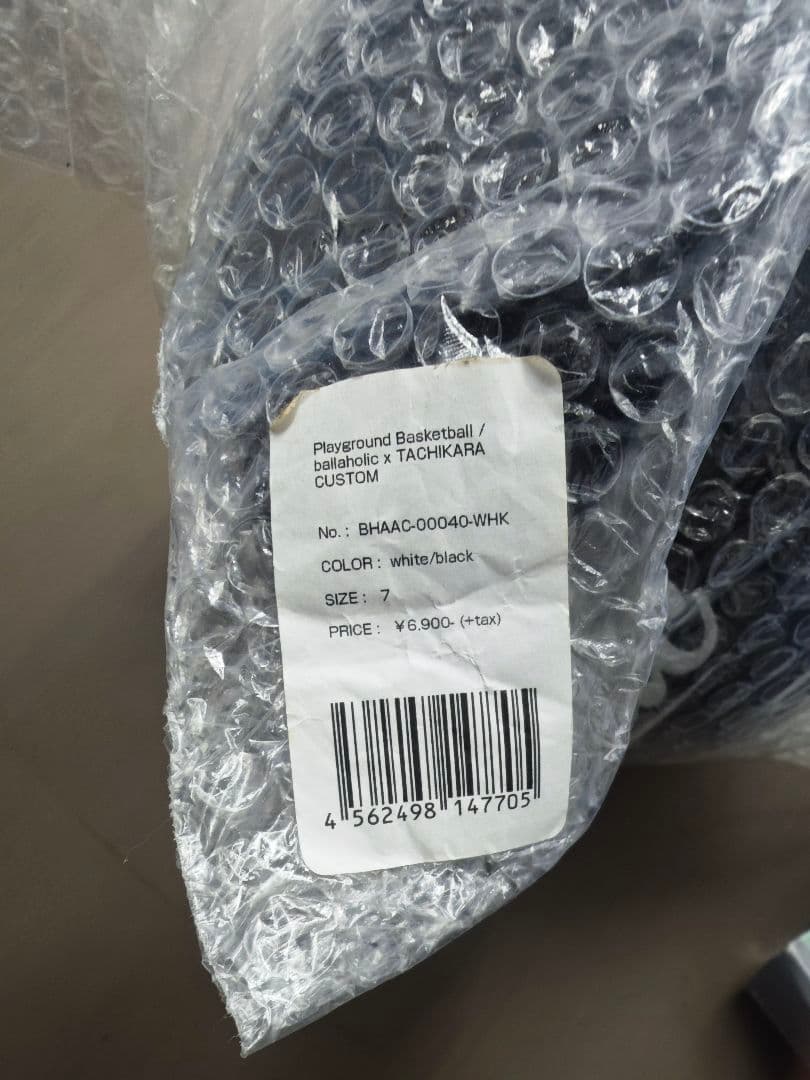 Playground Basketball /
ballaholic x TACHIKARA
CUSTOM
No. : BHAAC-00040-WHK
COLOR : white/black
SIZE : 7
PRICE : ¥6,900- (+tax)
4 562498 147705